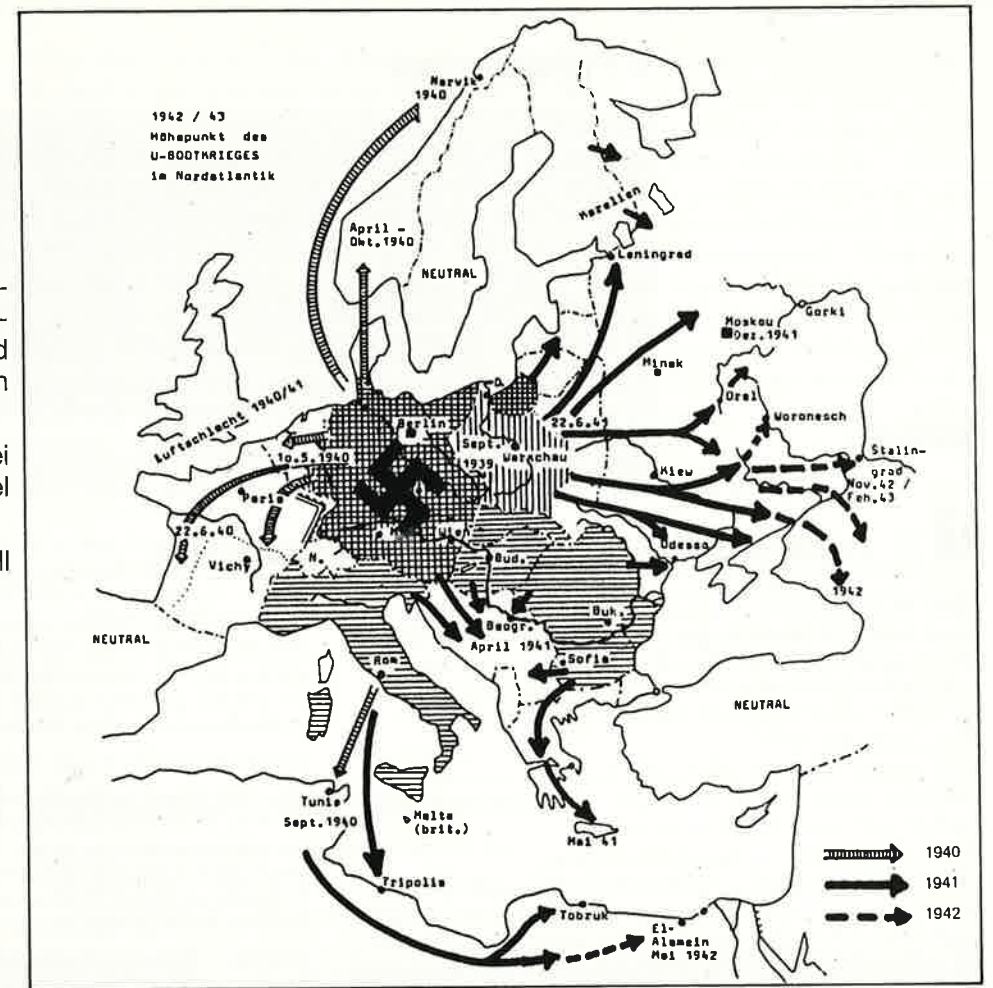 Narvik
1940
1942 / 43
Höhepunkt des
U-BOOTKRIEGES
im Nordatlantik
April -
Okt.1940
NEUTRAL
Karelien
Leningrad
Gorki
Moskau
Dez.1941
Minsk
Luftschlacht 1940/41
Orel
Woronesch
Berlin
Sept.
1939
Warschau
22.6.41
10.5.1940
Paris
Kiew
Stalin-
grad
Nov.42 /
Feb.43
22.6.40
Vichy
Wien
Odessa
N.
Bud.
1942
Buk.
Beogr.
April 1941
NEUTRAL
Sofia
Rom
NEUTRAL
Tunis
Sept.1940
Malta
(brit.)
Mai 41
Tripolis
Tobruk
El-
Alamein
Mai 1942
1940
1941
1942